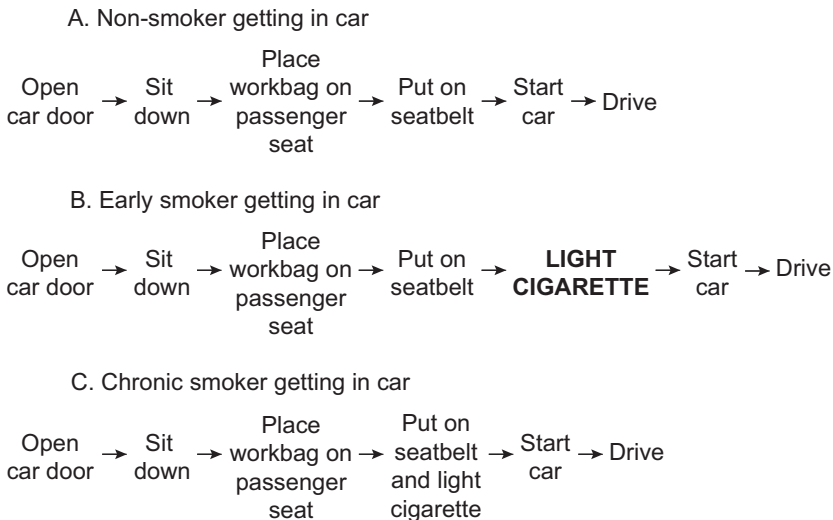 A. Non-smoker getting in car
Open
car door
Sit
down
Place
workbag on
passenger
seat
Put on
seatbelt
Start
car
Drive
B. Early smoker getting in car
Open
car door
Sit
down
Place
workbag on
passenger
seat
Put on
seatbelt
LIGHT
CIGARETTE
Start
car
Drive
C. Chronic smoker getting in car
Open
car door
Sit
down
Place
workbag on
passenger
seat
Put on
seatbelt
and light
cigarette
Start
car
Drive